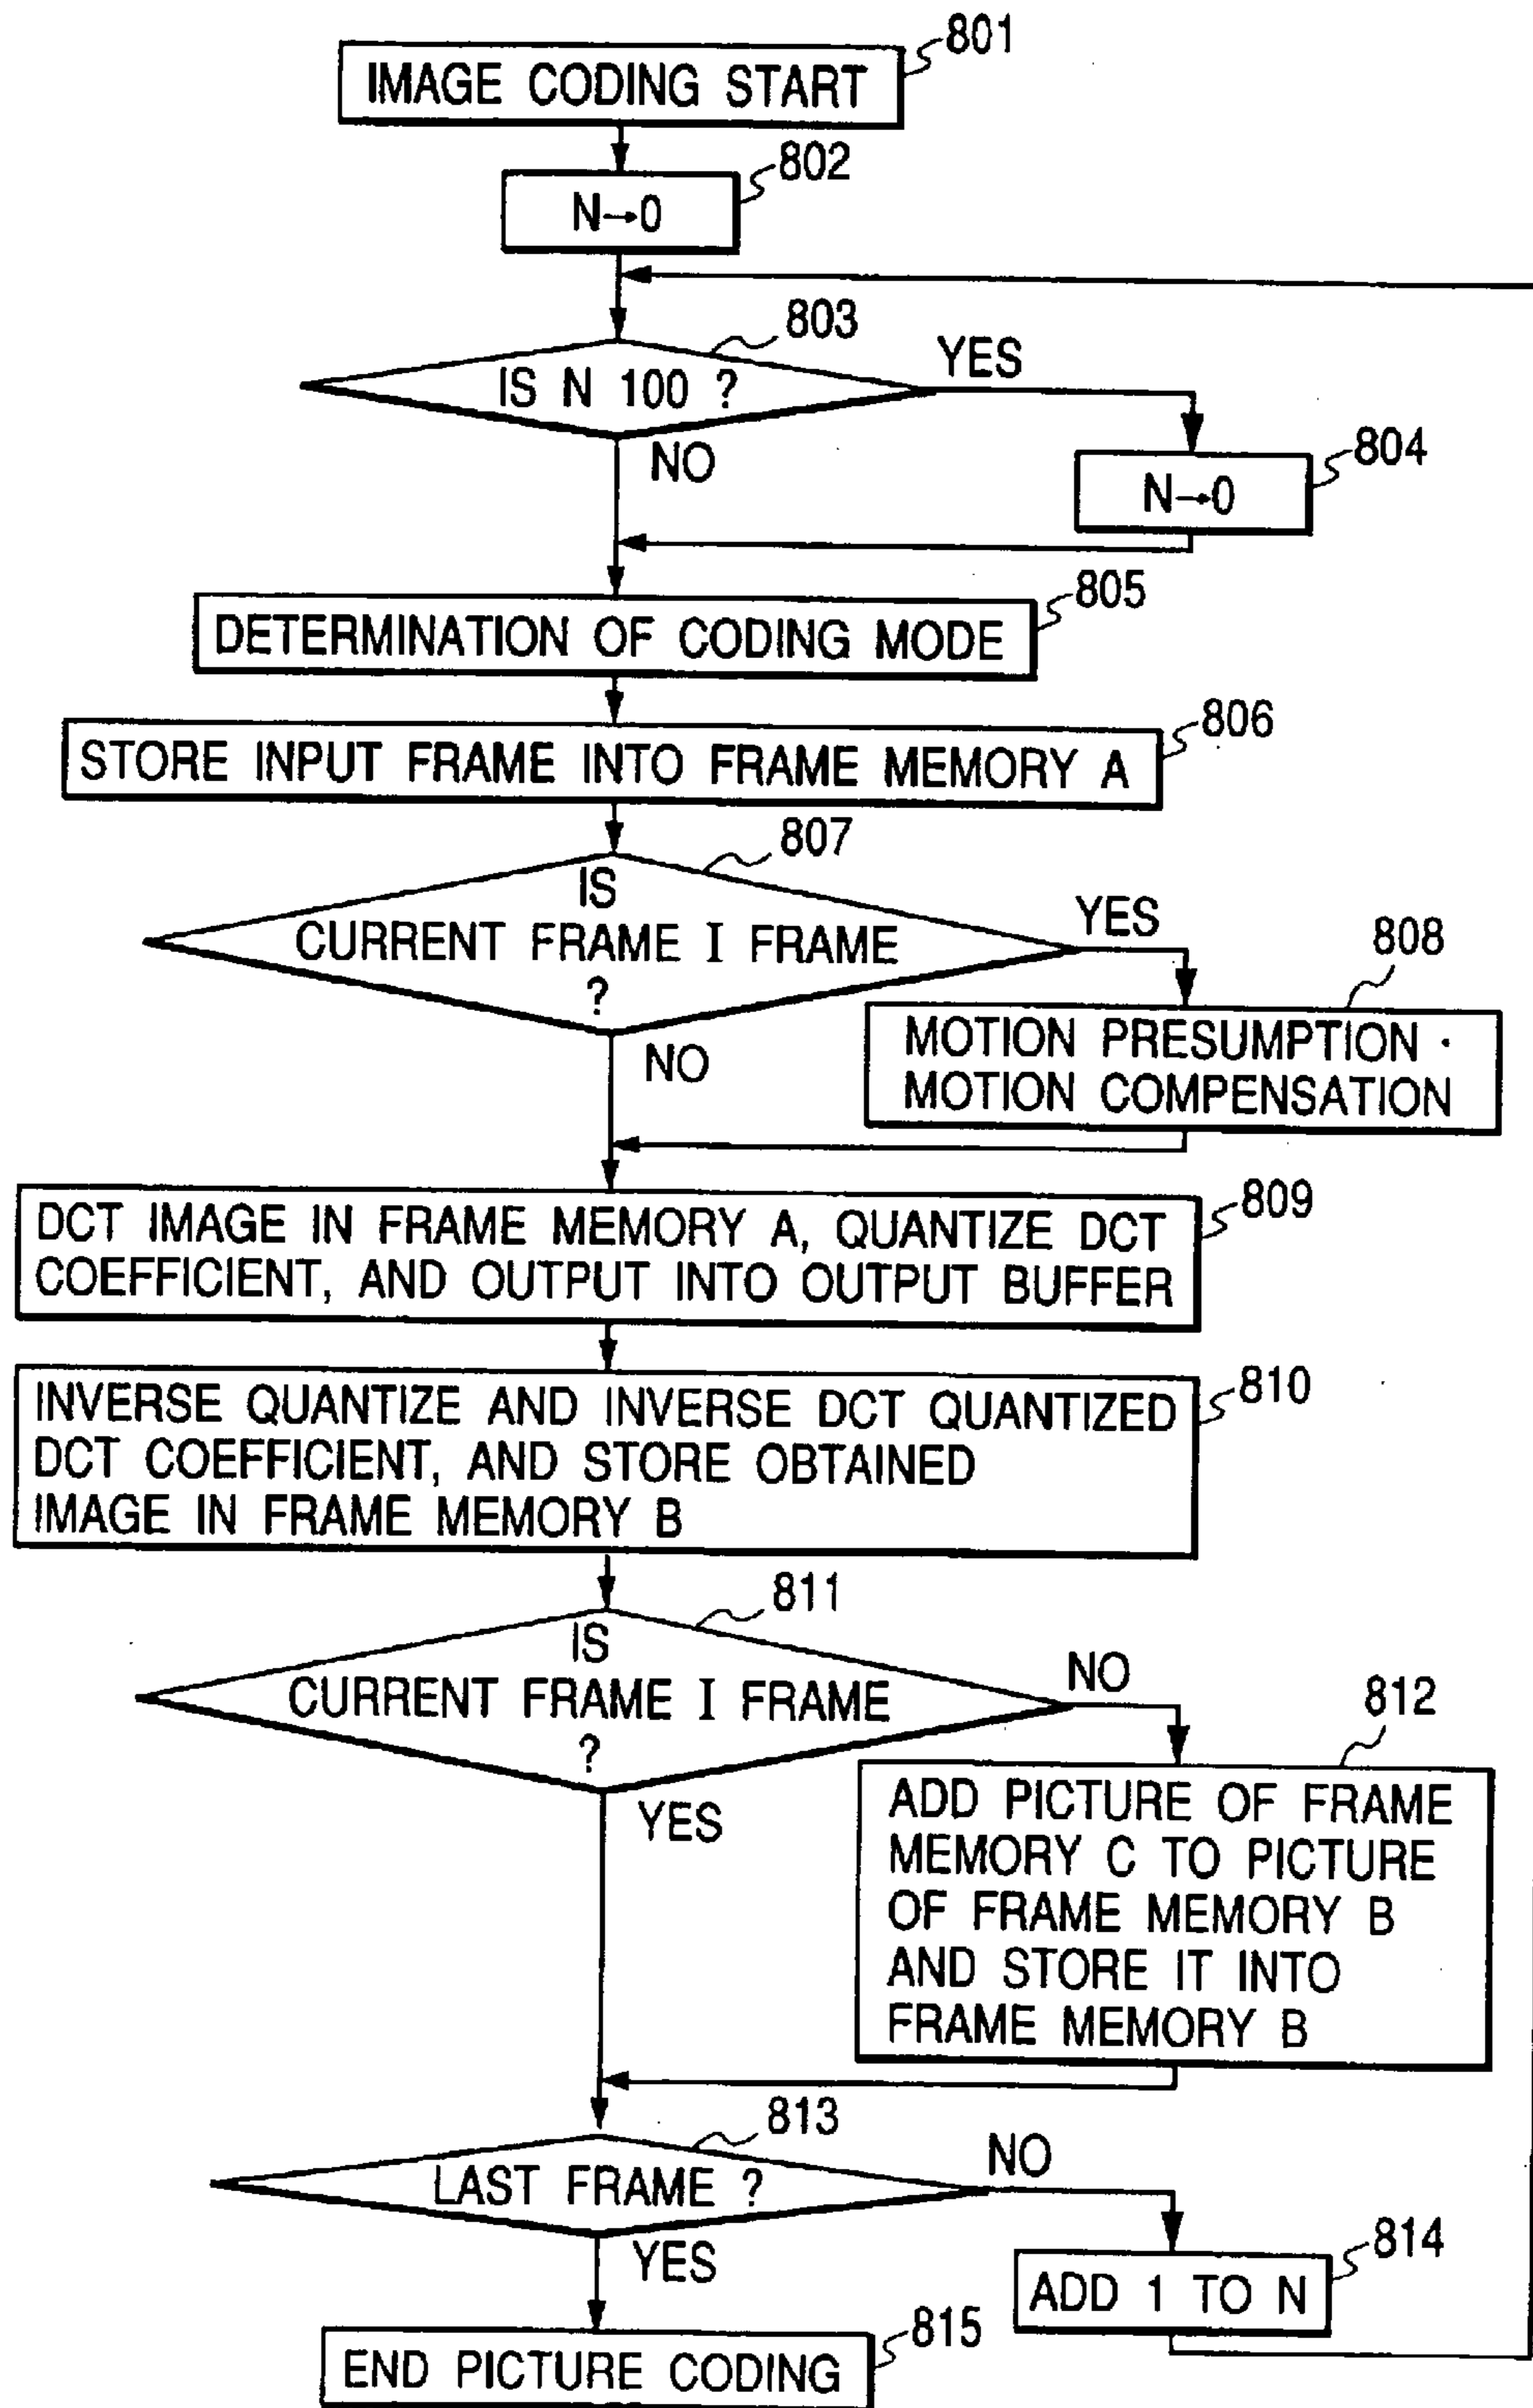 801
IMAGE CODING START
802
N→0
803
IS N 100 ?
YES
NO
804
N→0
805
DETERMINATION OF CODING MODE
806
STORE INPUT FRAME INTO FRAME MEMORY A
807
IS
CURRENT FRAME I FRAME
?
YES
NO
808
MOTION PRESUMPTION ·
MOTION COMPENSATION
809
DCT IMAGE IN FRAME MEMORY A, QUANTIZE DCT
COEFFICIENT, AND OUTPUT INTO OUTPUT BUFFER
810
INVERSE QUANTIZE AND INVERSE DCT QUANTIZED
DCT COEFFICIENT, AND STORE OBTAINED
IMAGE IN FRAME MEMORY B
811
IS
CURRENT FRAME I FRAME
?
NO
YES
812
ADD PICTURE OF FRAME
MEMORY C TO PICTURE
OF FRAME MEMORY B
AND STORE IT INTO
FRAME MEMORY B
813
LAST FRAME ?
NO
YES
814
ADD 1 TO N
815
END PICTURE CODING